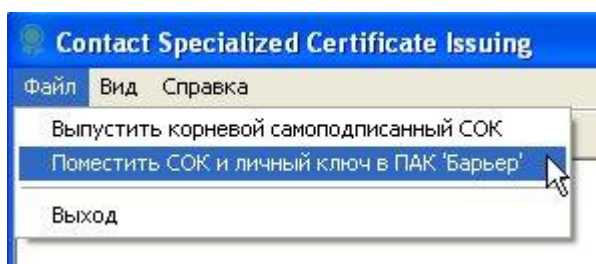 Contact Specialized Certificate Issuing
Файл Вид Справка
Выпустить корневой самоподписанный СОК
Поместить СОК и личный ключ в ПАК 'Барьер'
Выход